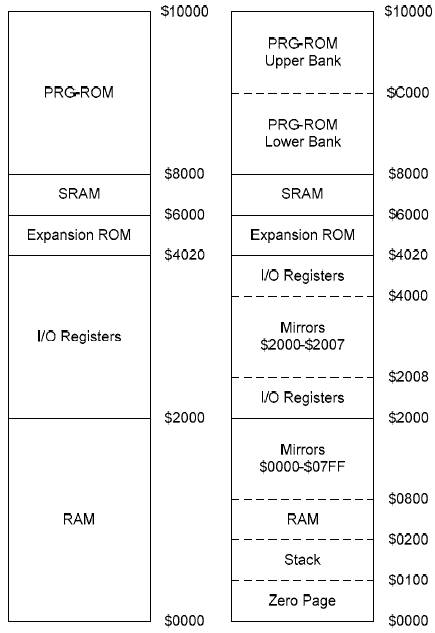 $10000
PRG-ROM
$8000
SRAM
$6000
Expansion ROM
$4020
I/O Registers
$2000
RAM
$0000
$10000
PRG-ROM
Upper Bank
$C000
PRG-ROM
Lower Bank
$8000
SRAM
$6000
Expansion ROM
$4020
I/O Registers
$4000
Mirrors
$2000-$2007
$2008
I/O Registers
$2000
Mirrors
$0000-$07FF
$0800
RAM
$0200
Stack
$0100
Zero Page
$0000